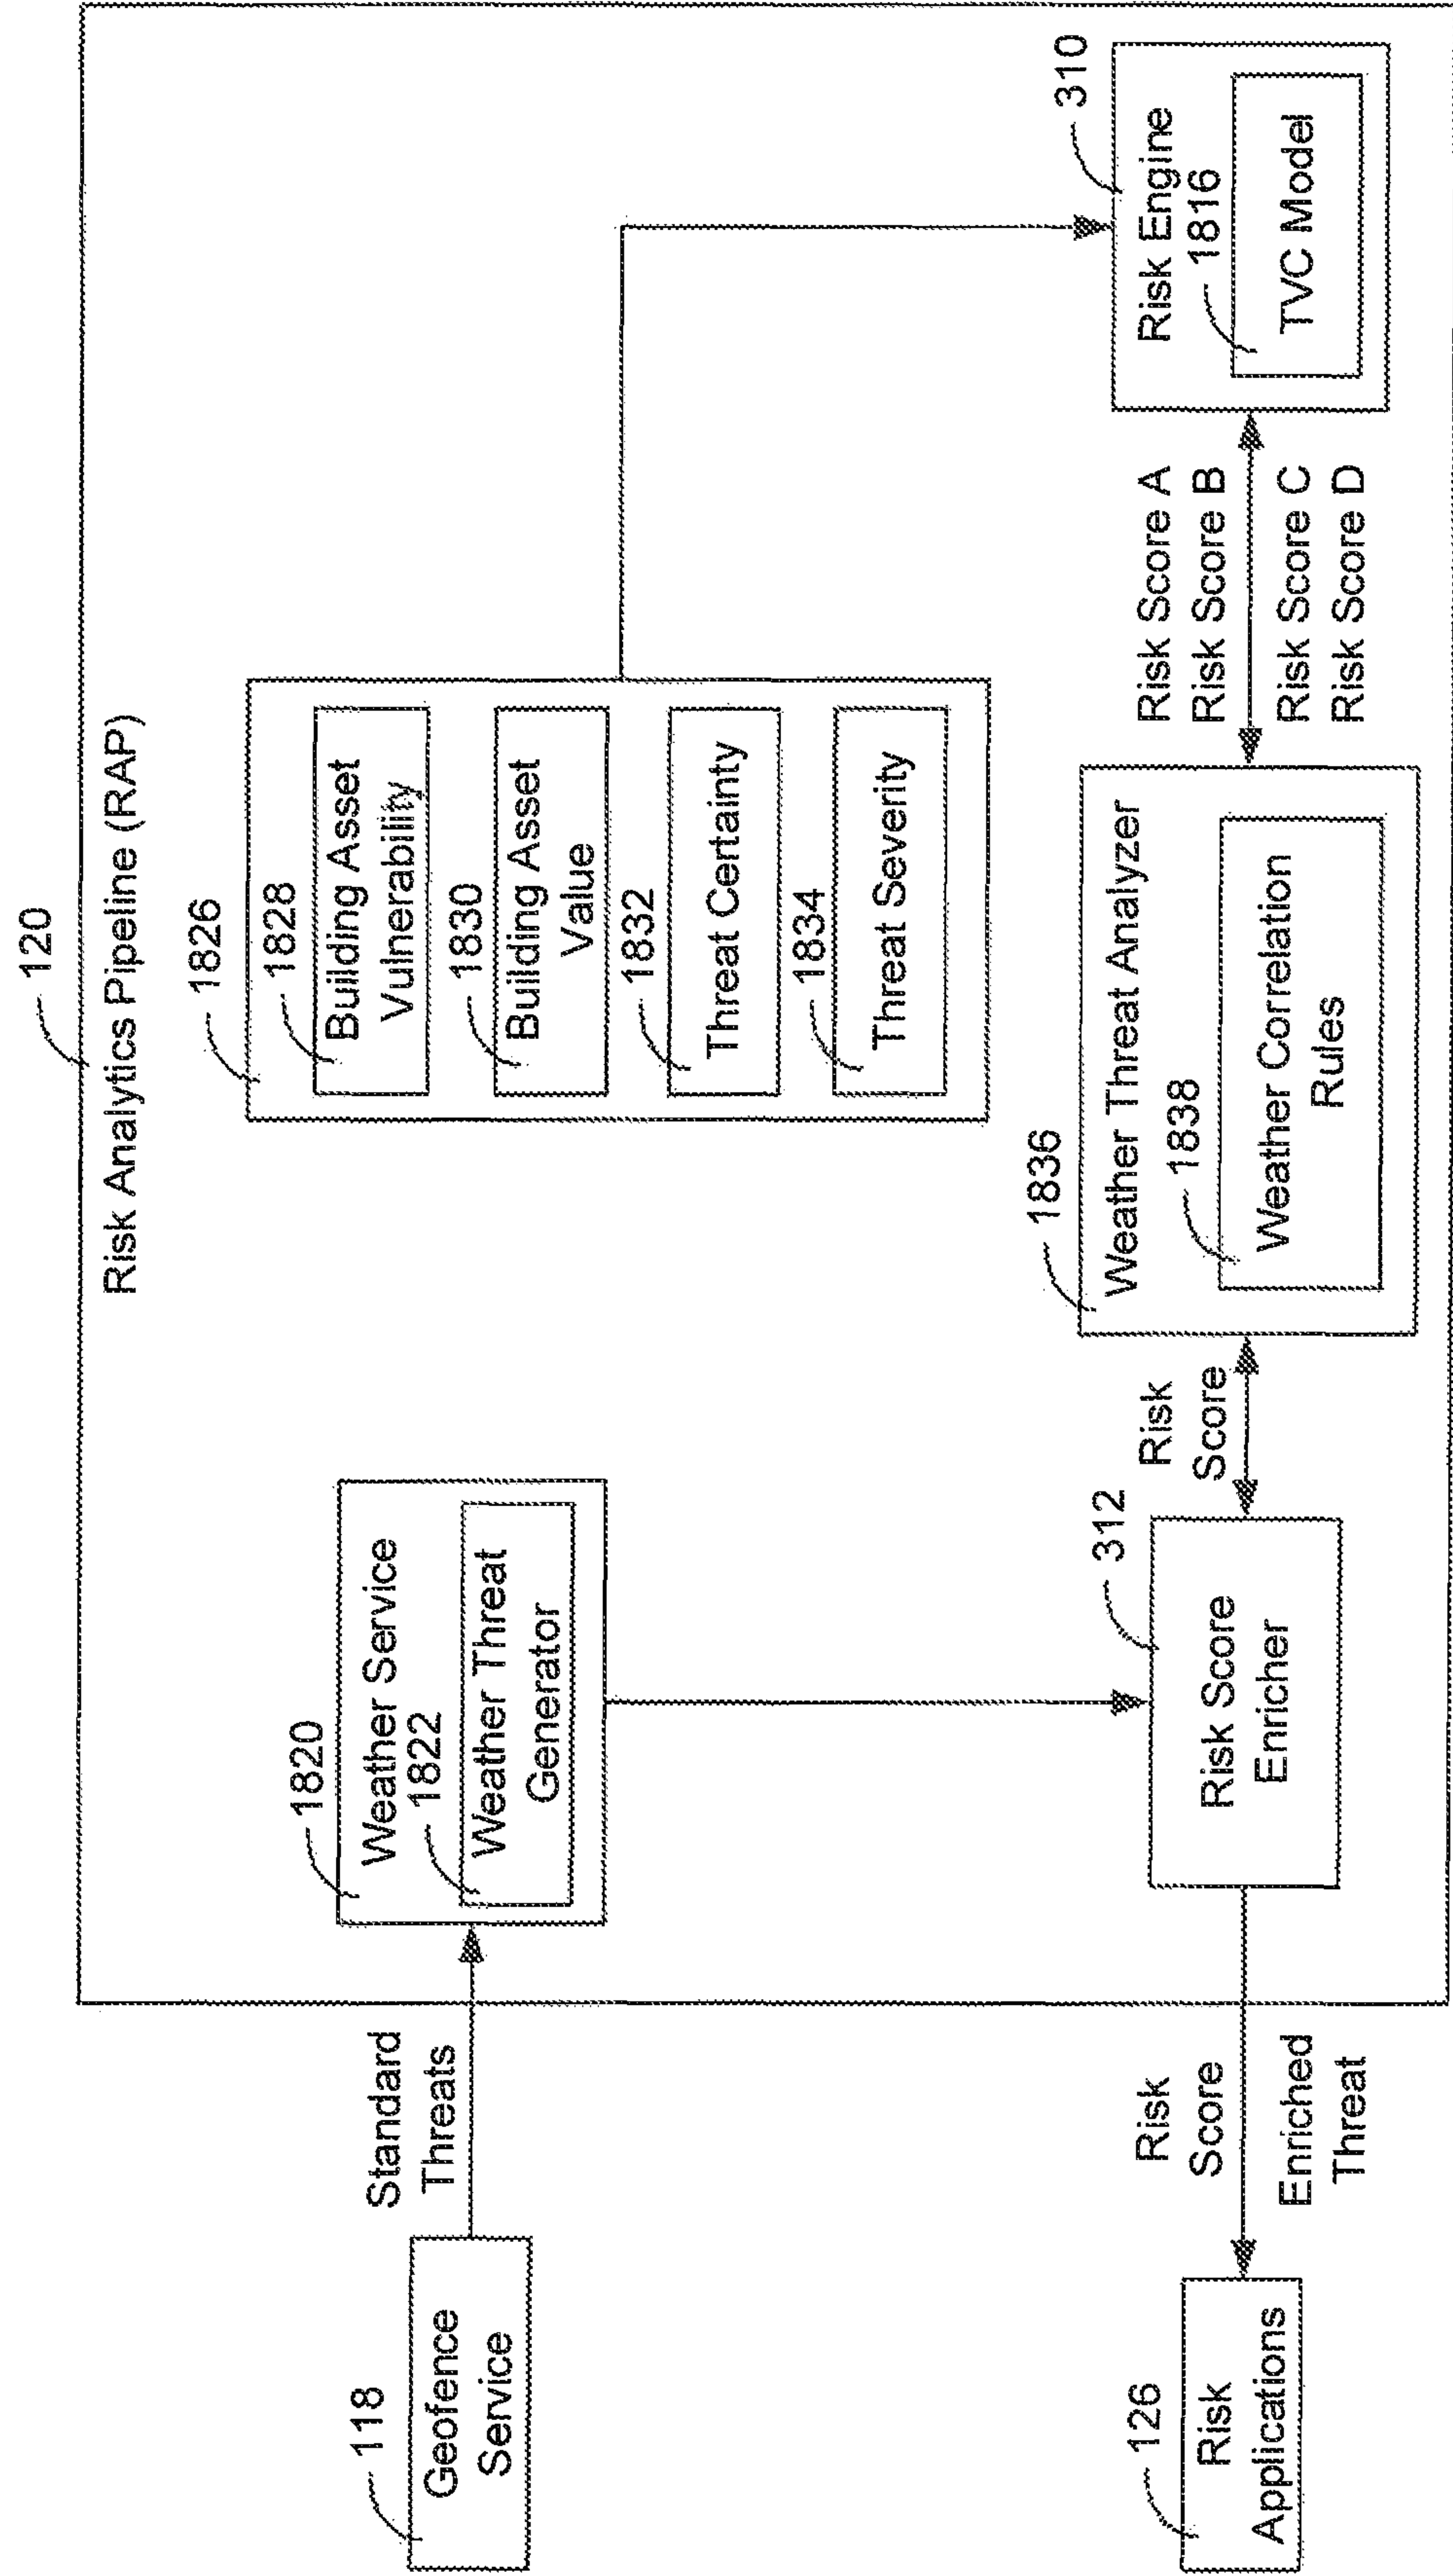 120
Risk Analytics Pipeline (RAP)
118
Geofence
Service
Standard
Threats
1820
Weather Service
1822
Weather Threat
Generator
1826
1828
Building Asset
Vulnerability
1830
Building Asset
Value
1832
Threat Certainty
1834
Threat Severity
126
Risk
Applications
Risk
Score
Enriched
Threat
312
Risk Score
Enricher
Risk
Score
1836
Weather Threat Analyzer
1838
Weather Correlation
Rules
Risk Score A
Risk Score B
Risk Score C
Risk Score D
310
Risk Engine
1816
TVC Model